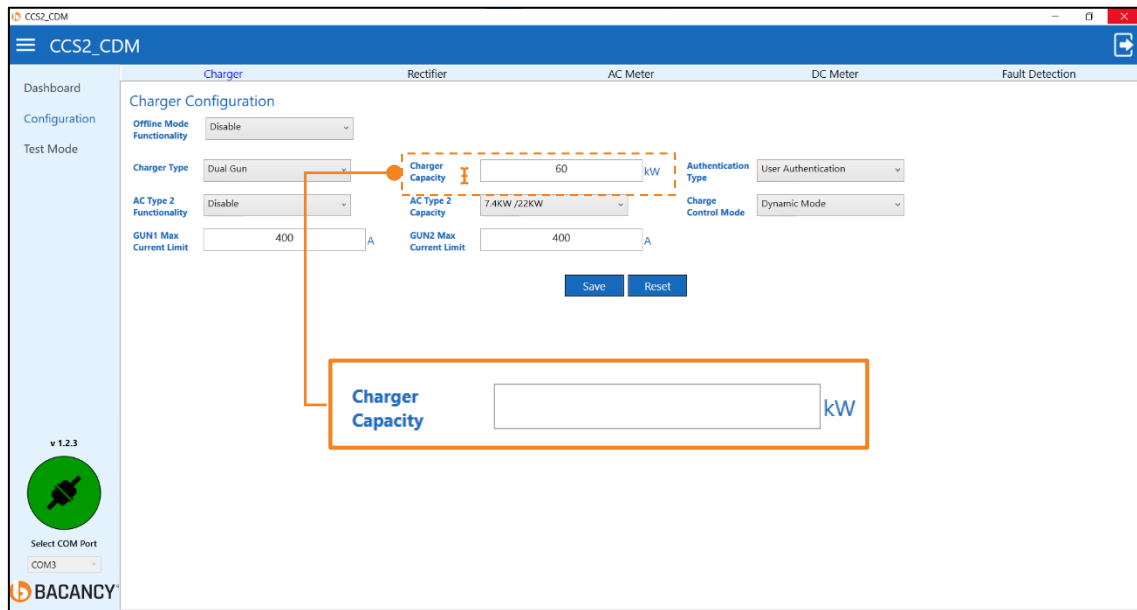 CCS2_CDM
CCS2_CDM
Charger Rectifier AC Meter DC Meter Fault Detection
Dashboard
Configuration
Test Mode
Charger Configuration
Offline Mode
Functionality
Disable
Charger Type
Dual Gun
Charger
Capacity
60
kW
Authentication
Type
User Authentication
AC Type 2
Functionality
Disable
AC Type 2
Capacity
7.4KW /22KW
Charge
Control Mode
Dynamic Mode
GUN1 Max
Current Limit
400
A
GUN2 Max
Current Limit
400
A
Save Reset
Charger
Capacity
kW
v 1.2.3
Select COM Port
COM3
BACANCY